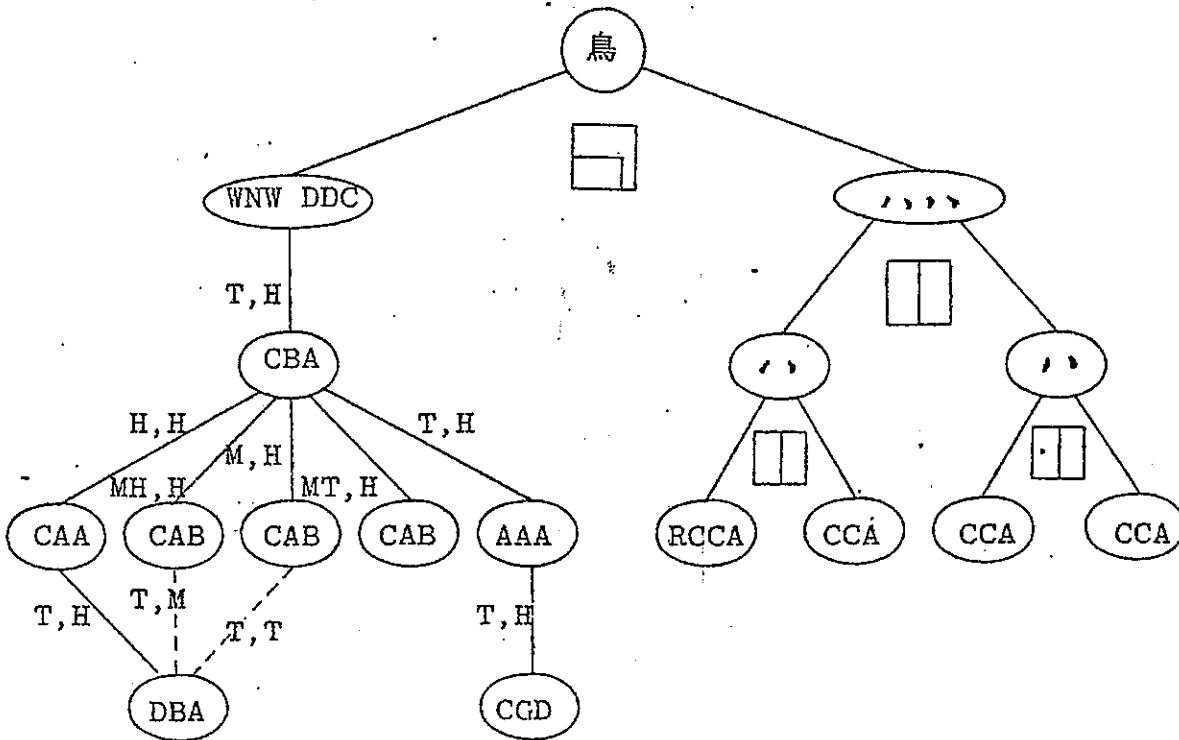 鳥
WNW DDC
T,H
CBA
H,H
MH,H
M,H
MT,H
T,H
CAA
CAB
CAB
CAB
AAA
RCCA
CCA
CCA
CCA
T,H
T,M
T,T
T,H
DBA
CGD